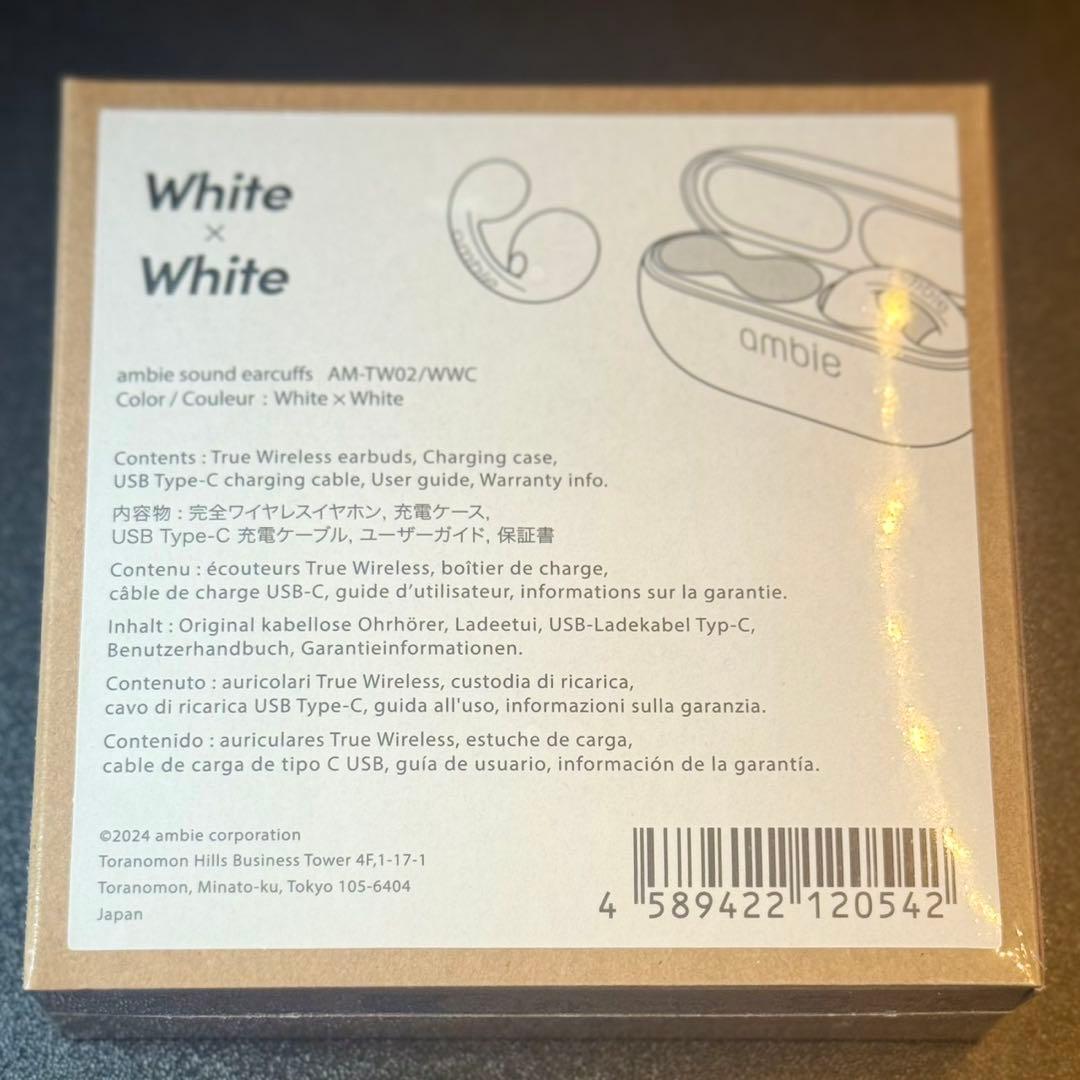 White
×
White
ambie
ambie
ambie sound earcuffs AM-TW02/WWC
Color / Couleur : White × White
Contents : True Wireless earbuds, Charging case,
USB Type-C charging cable, User guide, Warranty info.
内容物 : 完全ワイヤレスイヤホン, 充電ケース,
USB Type-C 充電ケーブル, ユーザーガイド, 保証書
Contenu : écouteurs True Wireless, boîtier de charge,
câble de charge USB-C, guide d’utilisateur, informations sur la garantie.
Inhalt : Original kabellose Ohrhörer, Ladeetui, USB-Ladekabel Typ-C,
Benutzerhandbuch, Garantieinformationen.
Contenuto : auricolari True Wireless, custodia di ricarica,
cavo di ricarica USB Type-C, guida all'uso, informazioni sulla garanzia.
Contenido : auriculares True Wireless, estuche de carga,
cable de carga de tipo C USB, guía de usuario, información de la garantía.
©2024 ambie corporation
Toranomon Hills Business Tower 4F,1-17-1
Toranomon, Minato-ku, Tokyo 105-6404
Japan
4 589422 120542